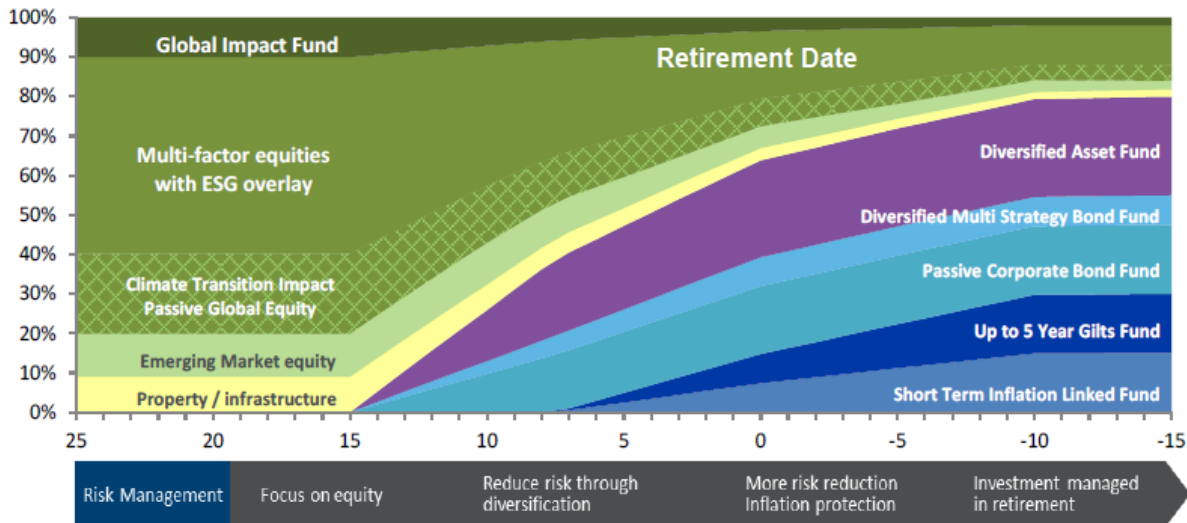 100%
90%
80%
70%
60%
50%
40%
30%
20%
10%
0%
Global Impact Fund
Retirement Date
Multi-factor equities
with ESG overlay
Diversified Asset Fund
Diversified Multi Strategy Bond Fund
Climate Transition Impact
Passive Global Equity
Passive Corporate Bond Fund
Up to 5 Year Gilts Fund
Emerging Market equity
Property / infrastructure
Short Term Inflation Linked Fund
25 20 15 10 5 0 -5 -10 -15
Risk Management
Focus on equity
Reduce risk through
diversification
More risk reduction
Inflation protection
Investment managed
in retirement